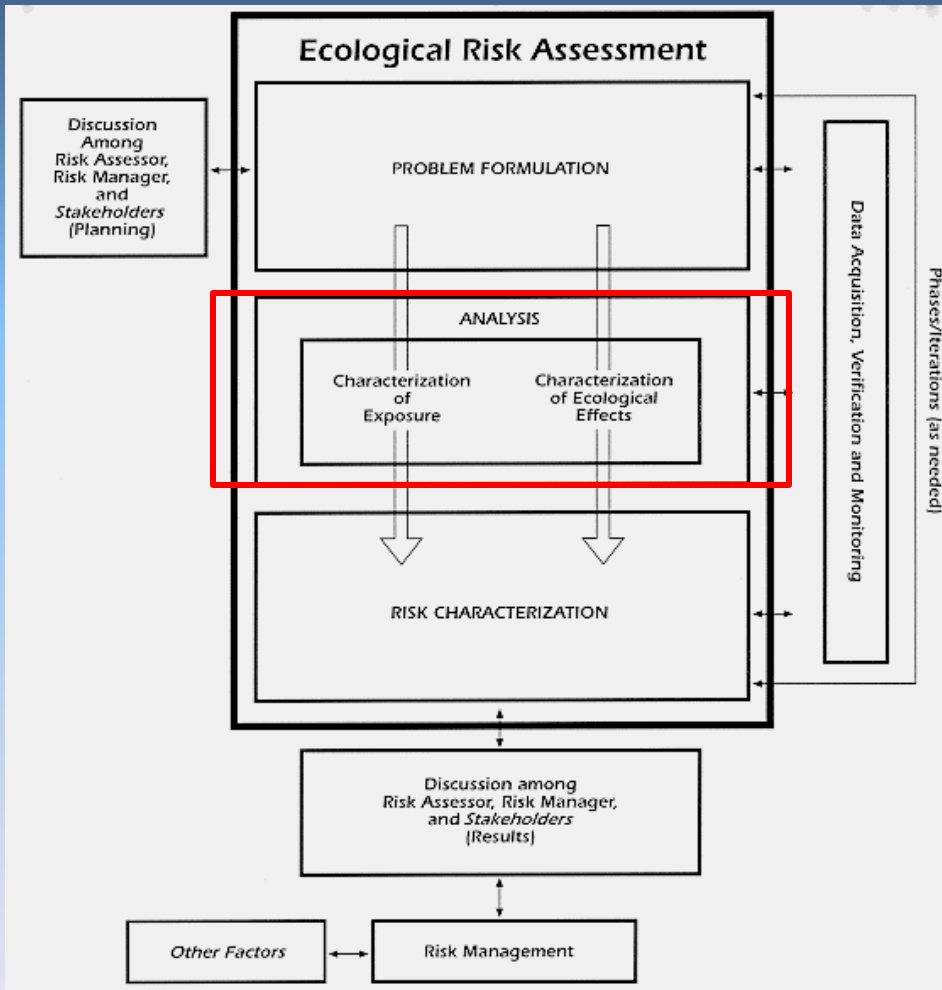 Ecological Risk Assessment
Discussion
Among
Risk Assessor,
Risk Manager,
and
Stakeholders
(Planning)
PROBLEM FORMULATION
ANALYSIS
Characterization
of
Exposure
Characterization
of Ecological
Effects
RISK CHARACTERIZATION
Data Acquisition, Verification and Monitoring
Phases/Iterations (as needed)
Discussion among
Risk Assessor, Risk Manager,
and Stakeholders
(Results)
Other Factors
Risk Management